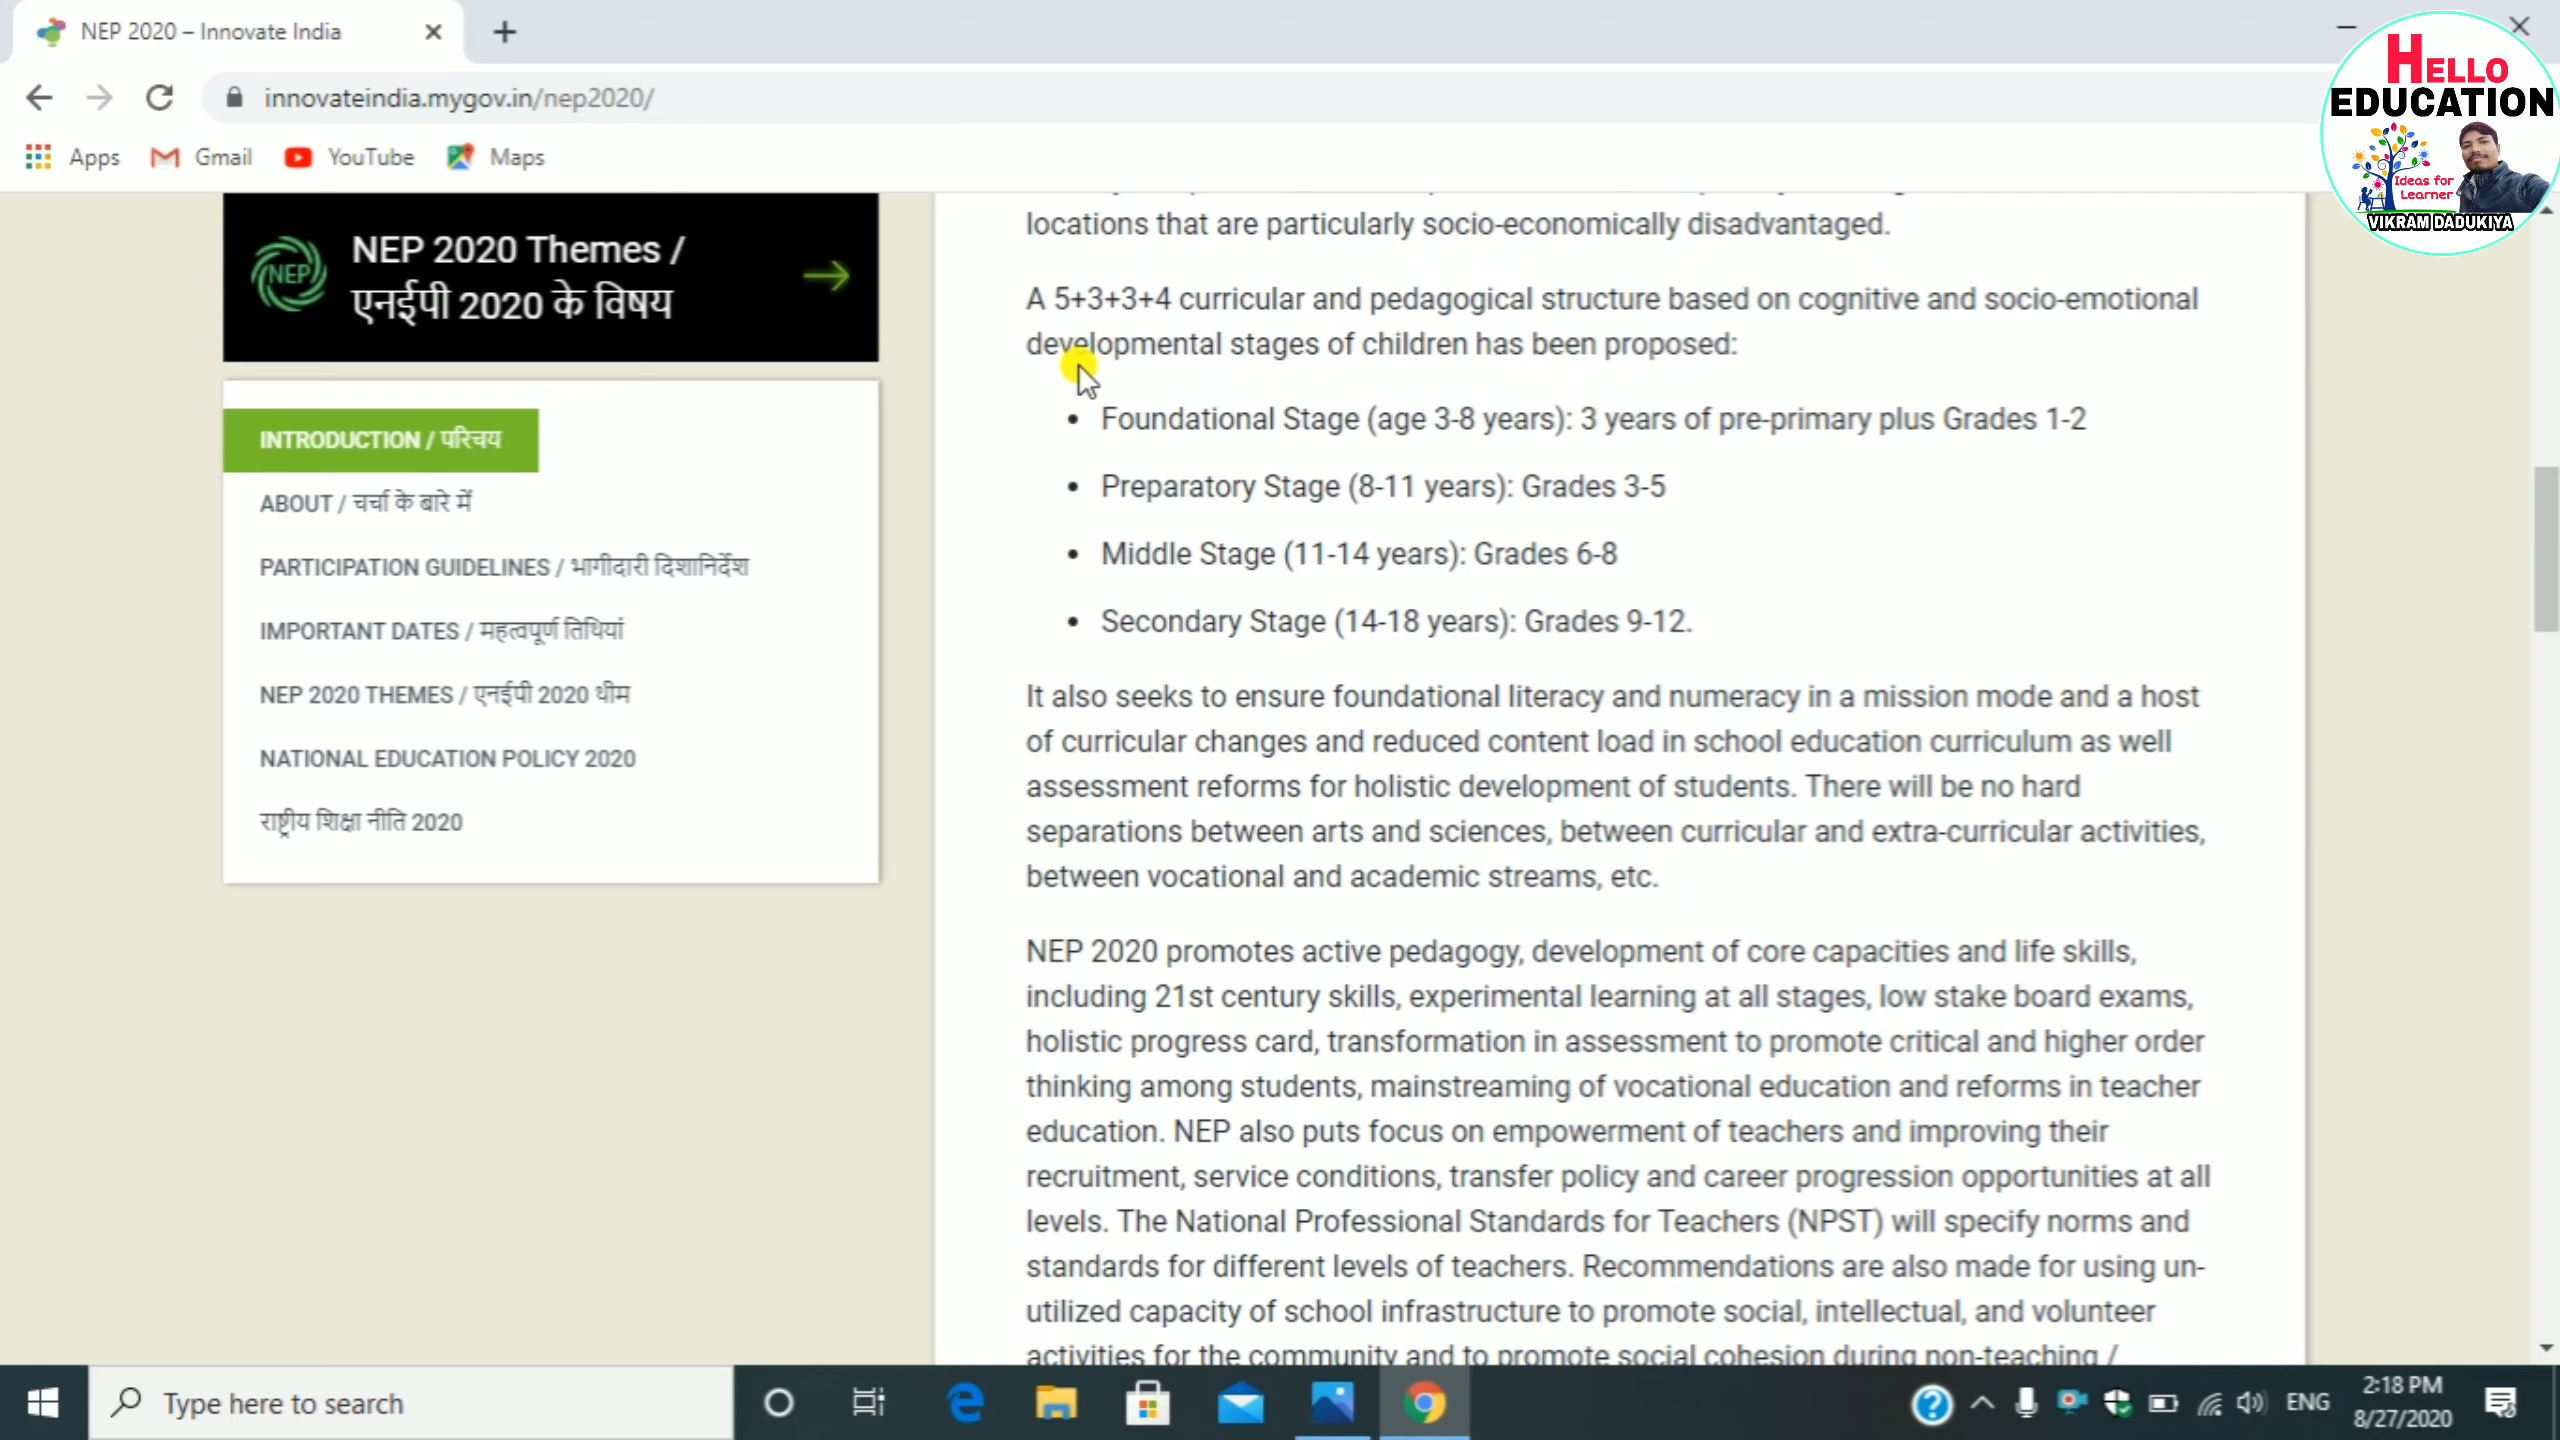 NEP 2020 – Innovate India
innovateindia.mygov.in/nep2020/
Apps
Gmail
YouTube
Maps
HELLO
EDUCATION
Ideas for
Learner
VIKRAM DADUKIYA
NEP
NEP 2020 Themes /
एनईपी 2020 के विषय
INTRODUCTION / परिचय
ABOUT / चर्चा के बारे में
PARTICIPATION GUIDELINES / भागीदारी दिशानिर्देश
IMPORTANT DATES / महत्वपूर्ण तिथियां
NEP 2020 THEMES / एनईपी 2020 थीम
NATIONAL EDUCATION POLICY 2020
राष्ट्रीय शिक्षा नीति 2020
locations that are particularly socio-economically disadvantaged.
A 5+3+3+4 curricular and pedagogical structure based on cognitive and socio-emotional
developmental stages of children has been proposed:
• Foundational Stage (age 3-8 years): 3 years of pre-primary plus Grades 1-2
• Preparatory Stage (8-11 years): Grades 3-5
• Middle Stage (11-14 years): Grades 6-8
• Secondary Stage (14-18 years): Grades 9-12.
It also seeks to ensure foundational literacy and numeracy in a mission mode and a host
of curricular changes and reduced content load in school education curriculum as well
assessment reforms for holistic development of students. There will be no hard
separations between arts and sciences, between curricular and extra-curricular activities,
between vocational and academic streams, etc.
NEP 2020 promotes active pedagogy, development of core capacities and life skills,
including 21st century skills, experimental learning at all stages, low stake board exams,
holistic progress card, transformation in assessment to promote critical and higher order
thinking among students, mainstreaming of vocational education and reforms in teacher
education. NEP also puts focus on empowerment of teachers and improving their
recruitment, service conditions, transfer policy and career progression opportunities at all
levels. The National Professional Standards for Teachers (NPST) will specify norms and
standards for different levels of teachers. Recommendations are also made for using un-
utilized capacity of school infrastructure to promote social, intellectual, and volunteer
activities for the community and to promote social cohesion during non-teaching /
Type here to search
ENG
2:18 PM
8/27/2020